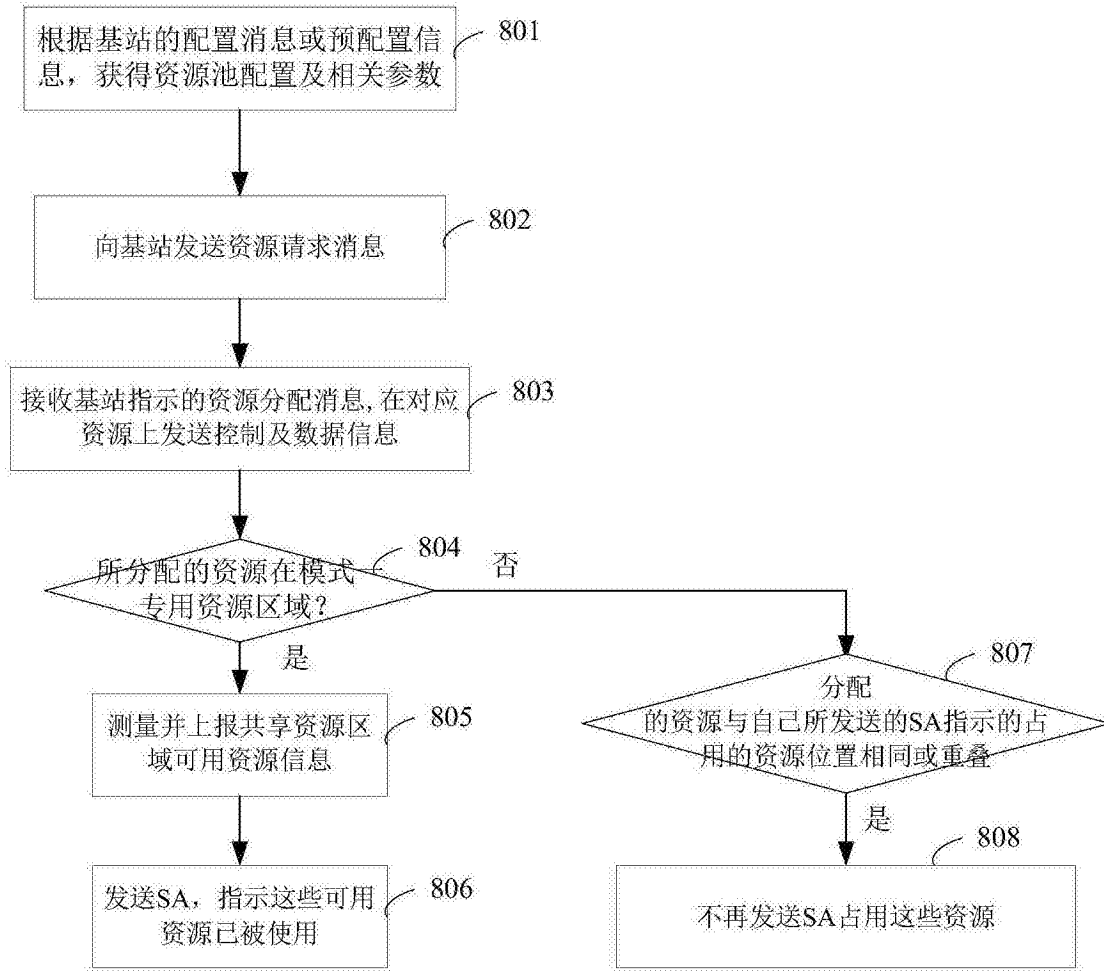 根据基站的配置消息或预配置信
息，获得资源池配置及相关参数
801
向基站发送资源请求消息
802
接收基站指示的资源分配消息,在对应
资源上发送控制及数据信息
803
所分配的资源在模式
专用资源区域？
804
否
是
测量并上报共享资源区
域可用资源信息
805
发送SA，指示这些可用
资源已被使用
806
分配
的资源与自己所发送的SA指示的占
用的资源位置相同或重叠
807
是
不再发送SA占用这些资源
808